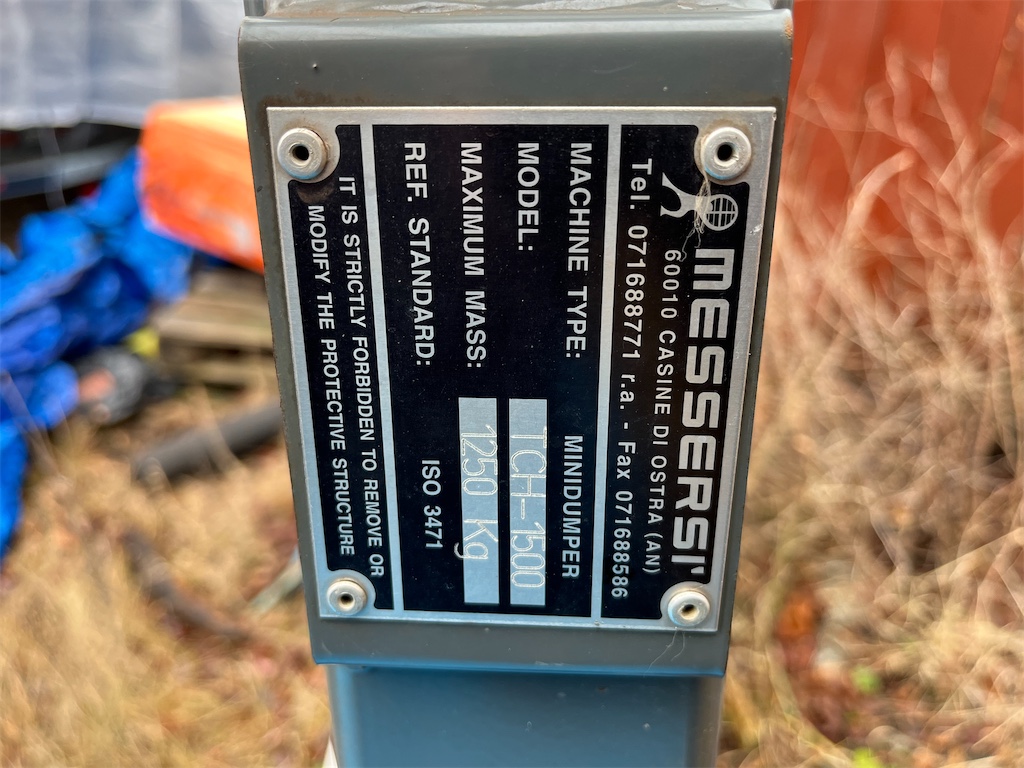 MESSERSI'
60010 CASINE DI OSTRA (AN)
Tel. 071688771 r.a. - Fax 071688586
MACHINE TYPE: MINIDUMPER
MODEL: TCH-1500
MAXIMUM MASS: 1250 Kg
REF. STANDARD: ISO 3471
IT IS STRICTLY FORBIDDEN TO REMOVE OR
MODIFY THE PROTECTIVE STRUCTURE